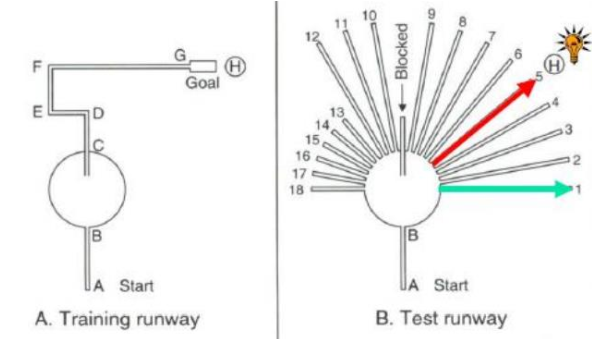 F
G
H
Goal
E
D
C
B
A Start
A. Training runway
12
11
10
Blocked
9
8
7
6
H
5
4
3
2
1
13
14
15
16
17
18
B
A Start
B. Test runway